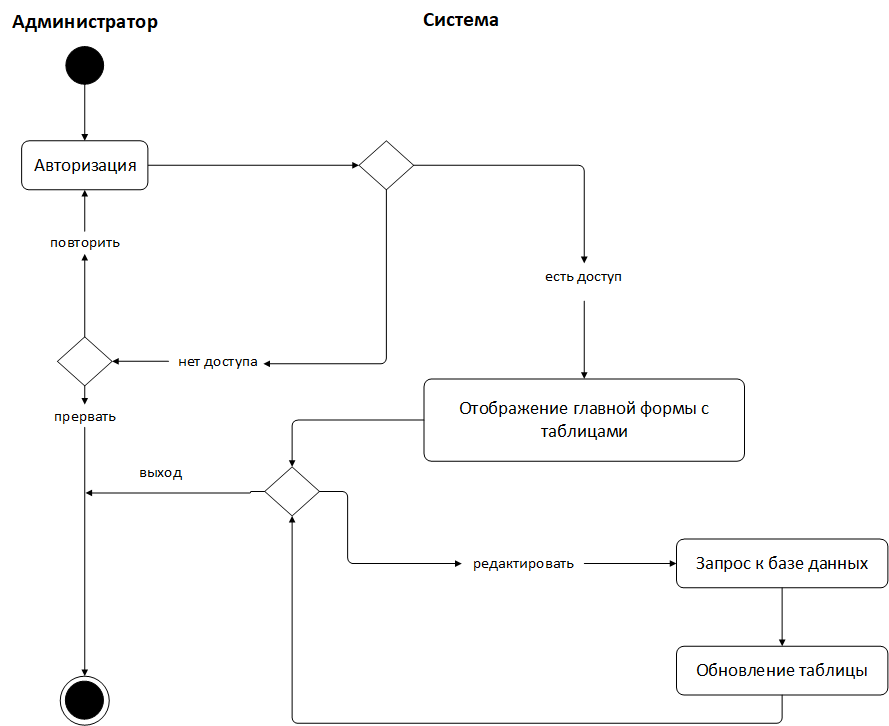 Администратор
Система
Авторизация
повторить
есть доступ
нет доступа
прервать
Отображение главной формы с
таблицами
выход
редактировать
Запрос к базе данных
Обновление таблицы